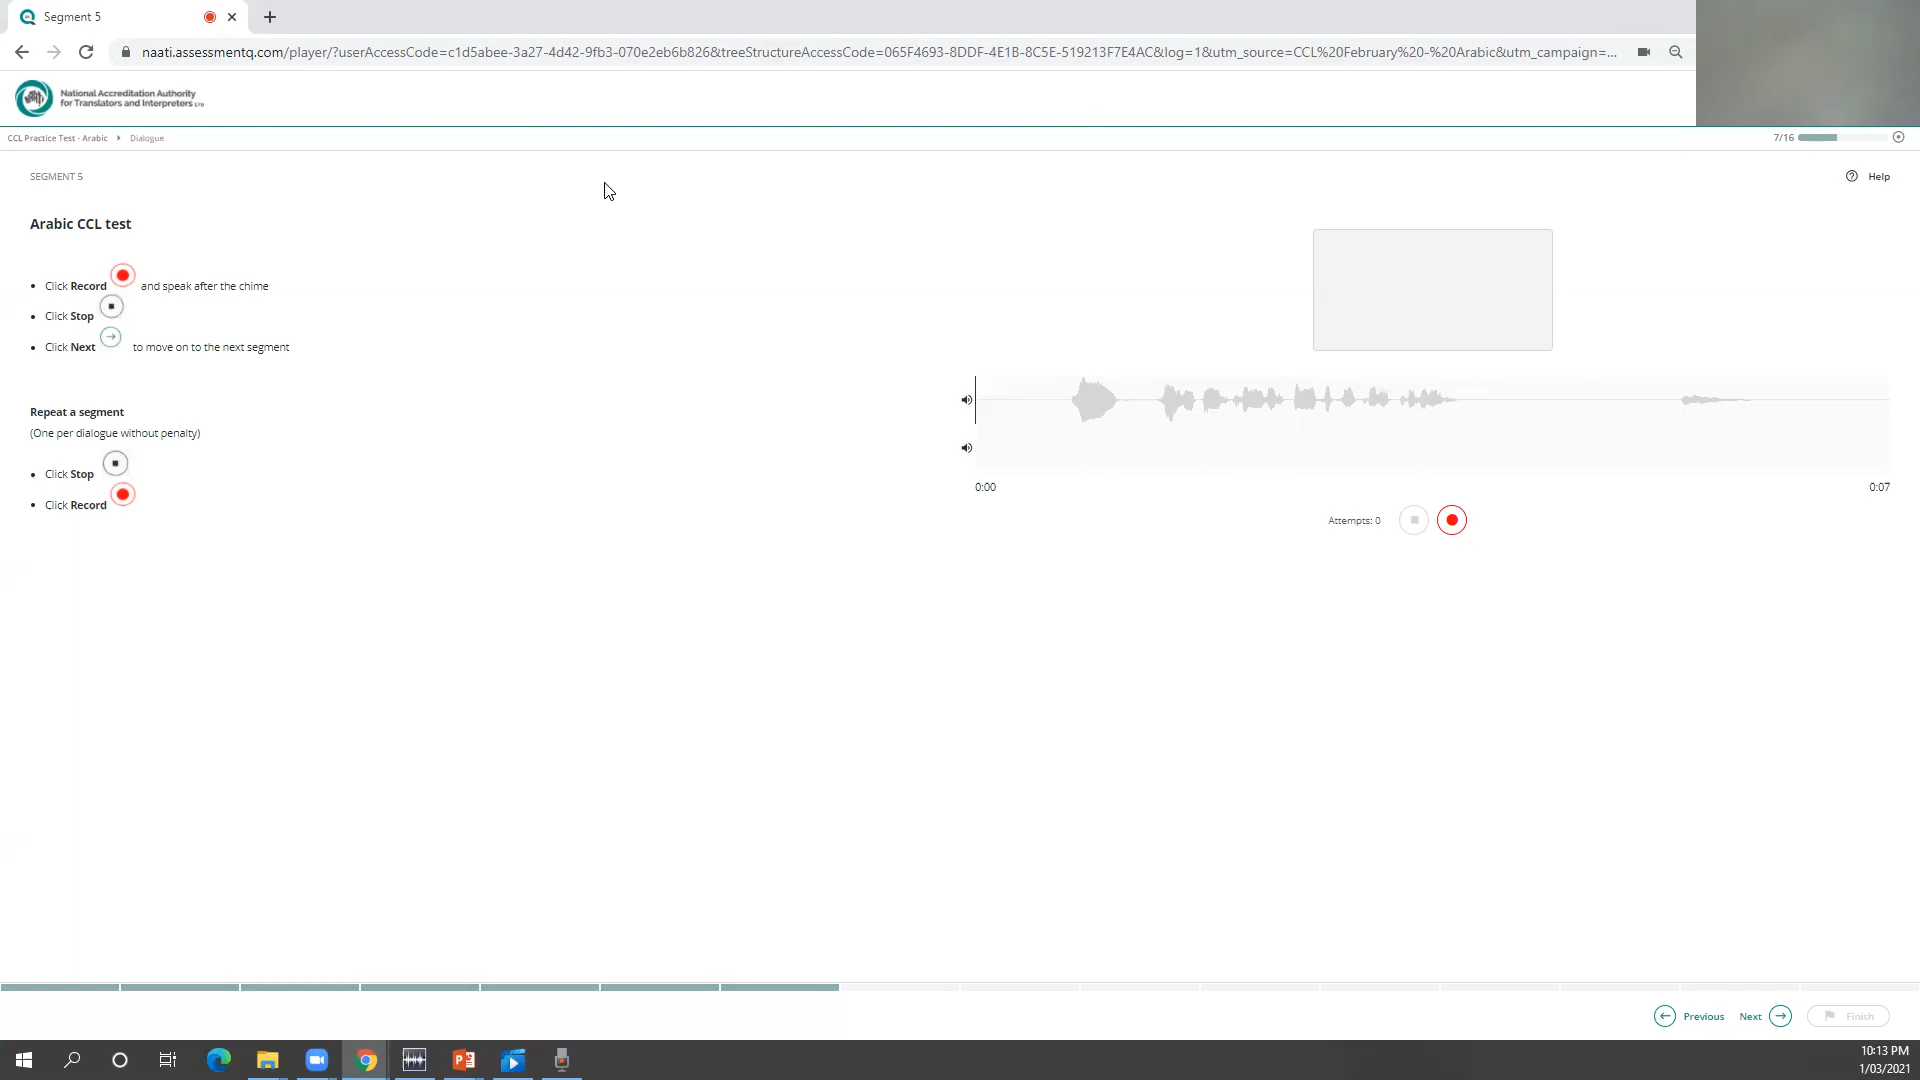 Segment 5
naati.assessmentq.com/player/?userAccessCode=c1d5abee-3a27-4d42-9fb3-070e2eb6b826&treeStructureAccessCode=065F4693-8DDF-4E1B-8C5E-519213F7E4AC&log=1&utm_source=CCL%20February%20-%20Arabic&utm_campaign=...
National Accreditation Authority
for Translators and Interpreters LTD
CCL Practice Test - Arabic Dialogue
7/16
SEGMENT 5
Help
Arabic CCL test
• Click Record and speak after the chime
• Click Stop
• Click Next to move on to the next segment
Repeat a segment
(One per dialogue without penalty)
• Click Stop
• Click Record
0:00
0:07
Attempts: 0
Previous
Next
Finish
10:13 PM
1/03/2021